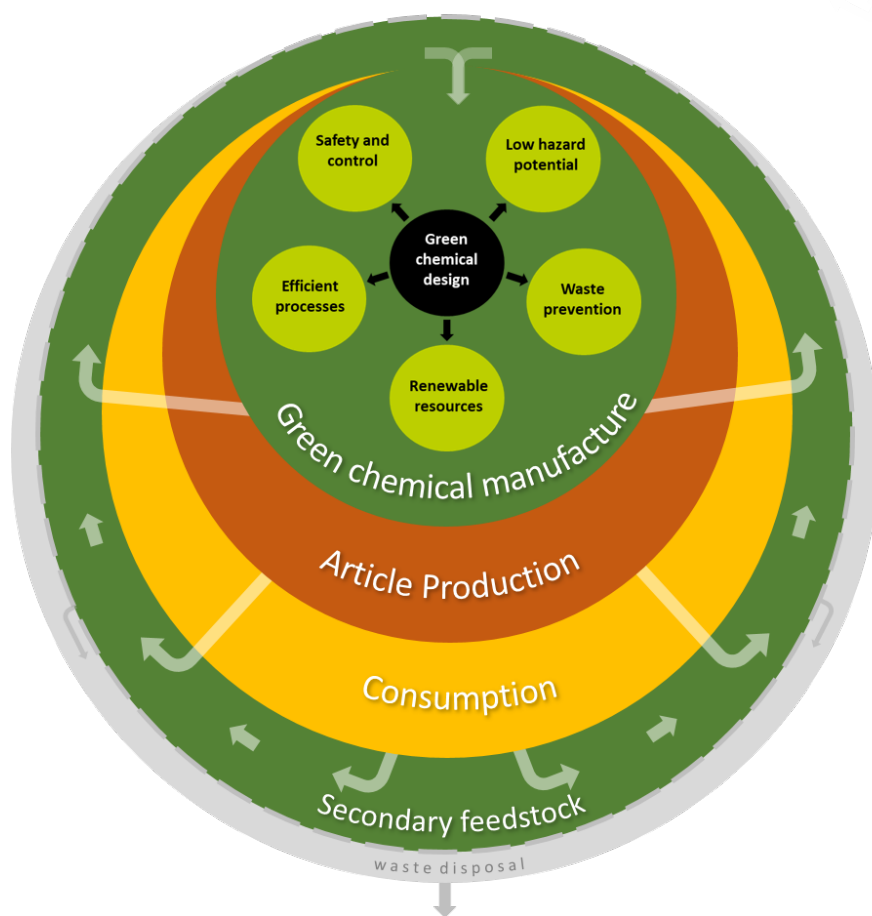 Safety and
control
Low hazard
potential
Green
chemical
design
Efficient
processes
Waste
prevention
Renewable
resources
Green chemical manufacture
Article Production
Consumption
Secondary feedstock
waste disposal